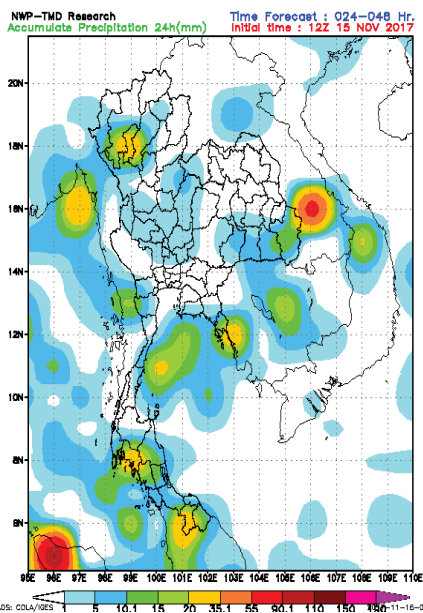 NWP-TMD Research Time Forecast : 024-048 Hr.
Accumulate Precipitation 24h(mm) Initial time : 12Z 15 NOV 2017
20N
18N
16N
14N
12N
10N
8N
6N
95E 96E 97E 98E 99E 100E 101E 102E 103E 104E 105E 106E 107E 108E 109E 110E
COLA/IGES
1 5 10.1 15 20 35.1 55 90.1 110 150